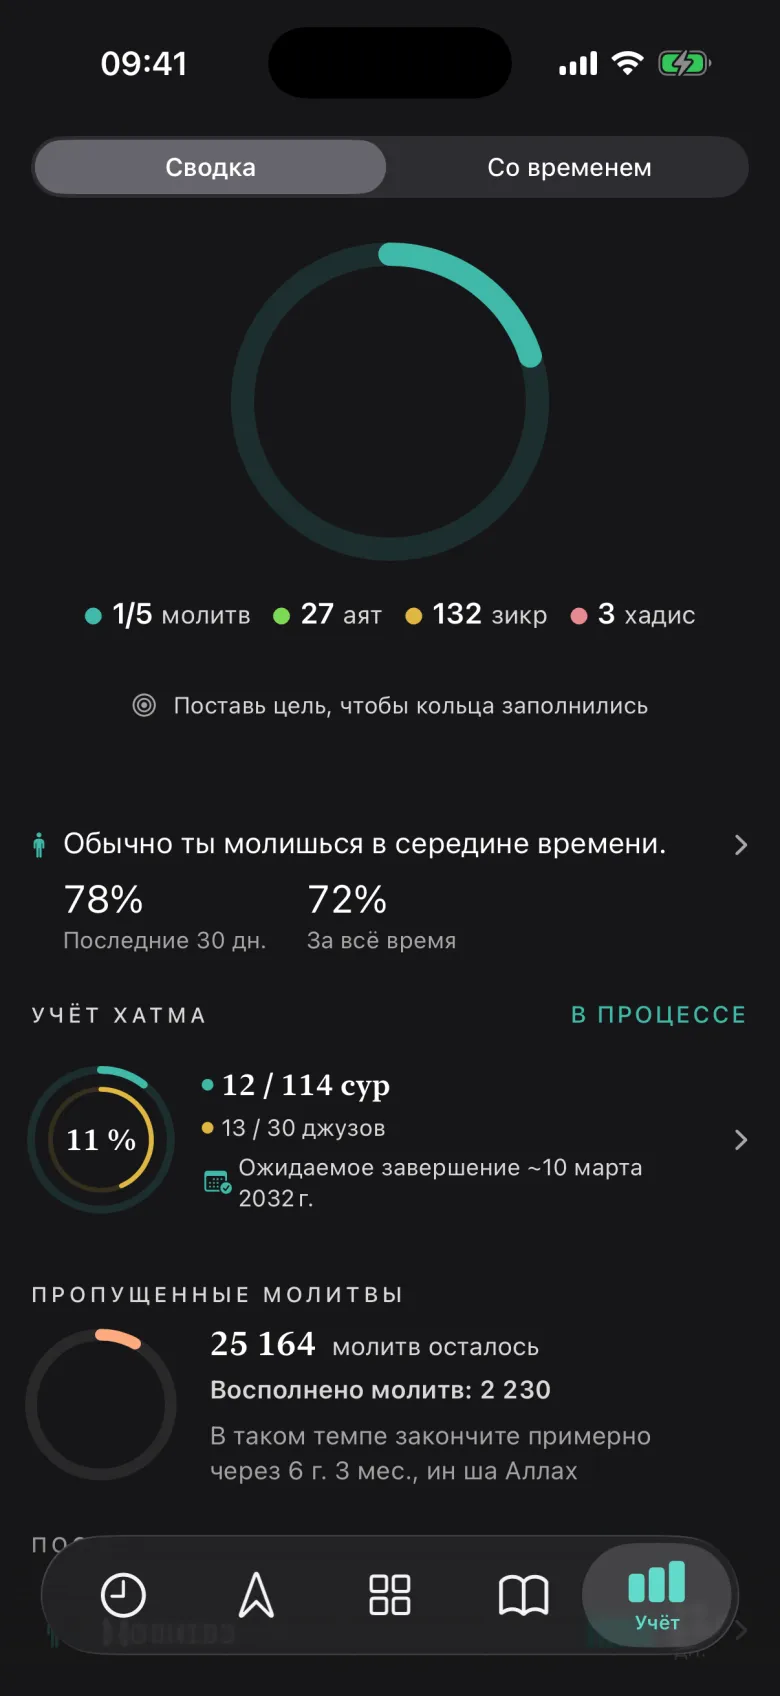 09:41
Сводка
Со временем
1/5 молитв 27 аят 132 зикр 3 хадис
Поставь цель, чтобы кольца заполнились
Обычно ты молишься в середине времени.
78% 72%
Последние 30 дн. За всё время
УЧЁТ ХАТМА В ПРОЦЕССЕ
11 %
12 / 114 сур
13 / 30 джузов
Ожидаемое завершение ~10 марта
2032 г.
ПРОПУЩЕННЫЕ МОЛИТВЫ
25 164 молитв осталось
Восполнено молитв: 2 230
В таком темпе закончите примерно
через 6 г. 3 мес., ин ша Аллах
Учёт